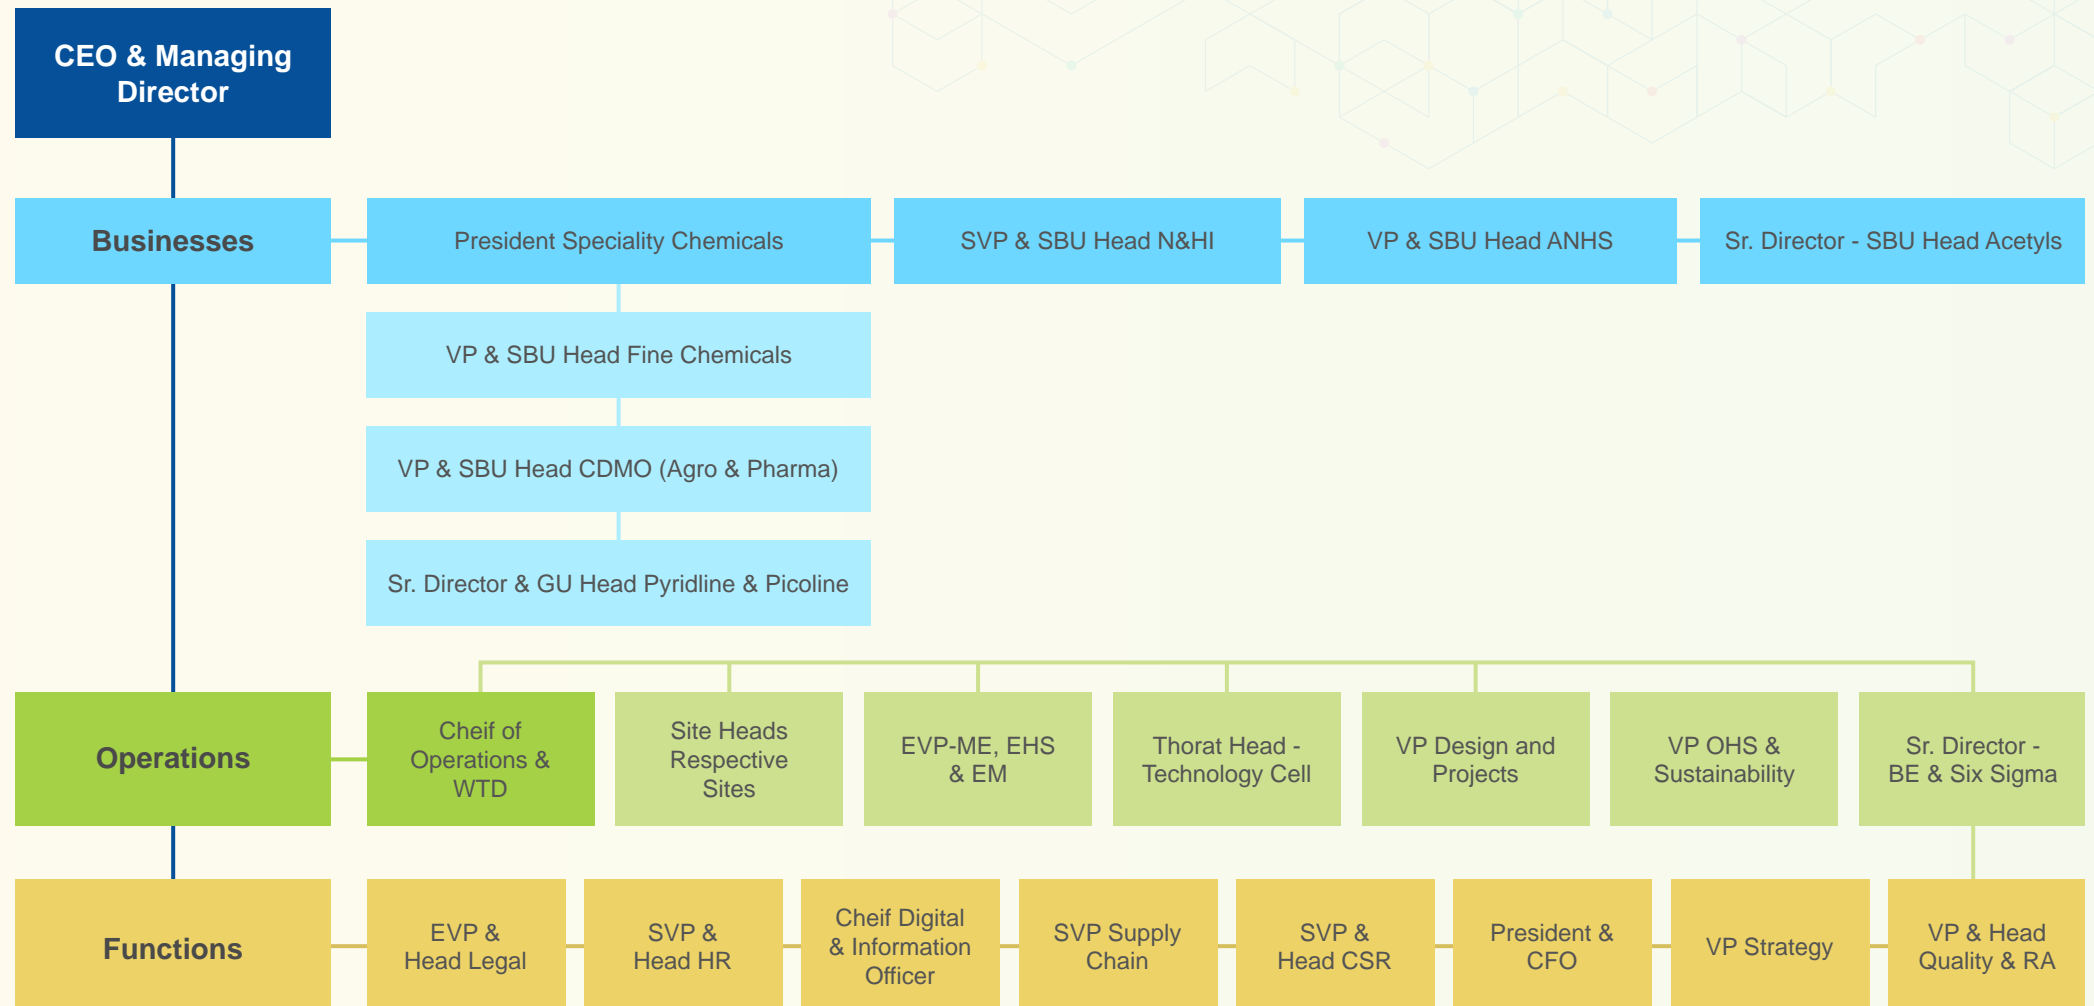 CEO & Managing
Director
Businesses
President Speciality Chemicals
SVP & SBU Head N&HI
VP & SBU Head ANHS
Sr. Director - SBU Head Acetyls
VP & SBU Head Fine Chemicals
VP & SBU Head CDMO (Agro & Pharma)
Sr. Director & GU Head Pyridline & Picoline
Operations
Cheif of
Operations &
WTD
Site Heads
Respective
Sites
EVP-ME, EHS
& EM
Thorat Head -
Technology Cell
VP Design and
Projects
VP OHS &
Sustainability
Sr. Director -
BE & Six Sigma
Functions
EVP &
Head Legal
SVP &
Head HR
Cheif Digital
& Information
Officer
SVP Supply
Chain
SVP &
Head CSR
President &
CFO
VP Strategy
VP & Head
Quality & RA